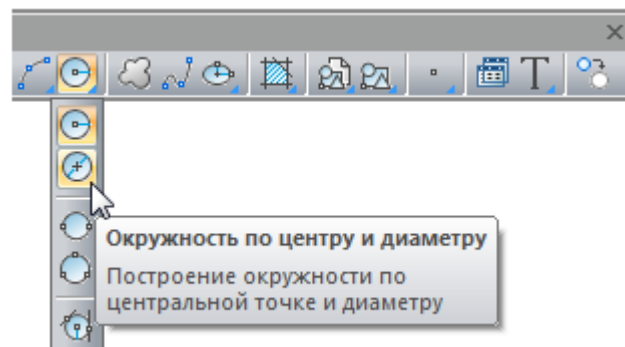 Окружность по центру и диаметру
Построение окружности по
центральной точке и диаметру